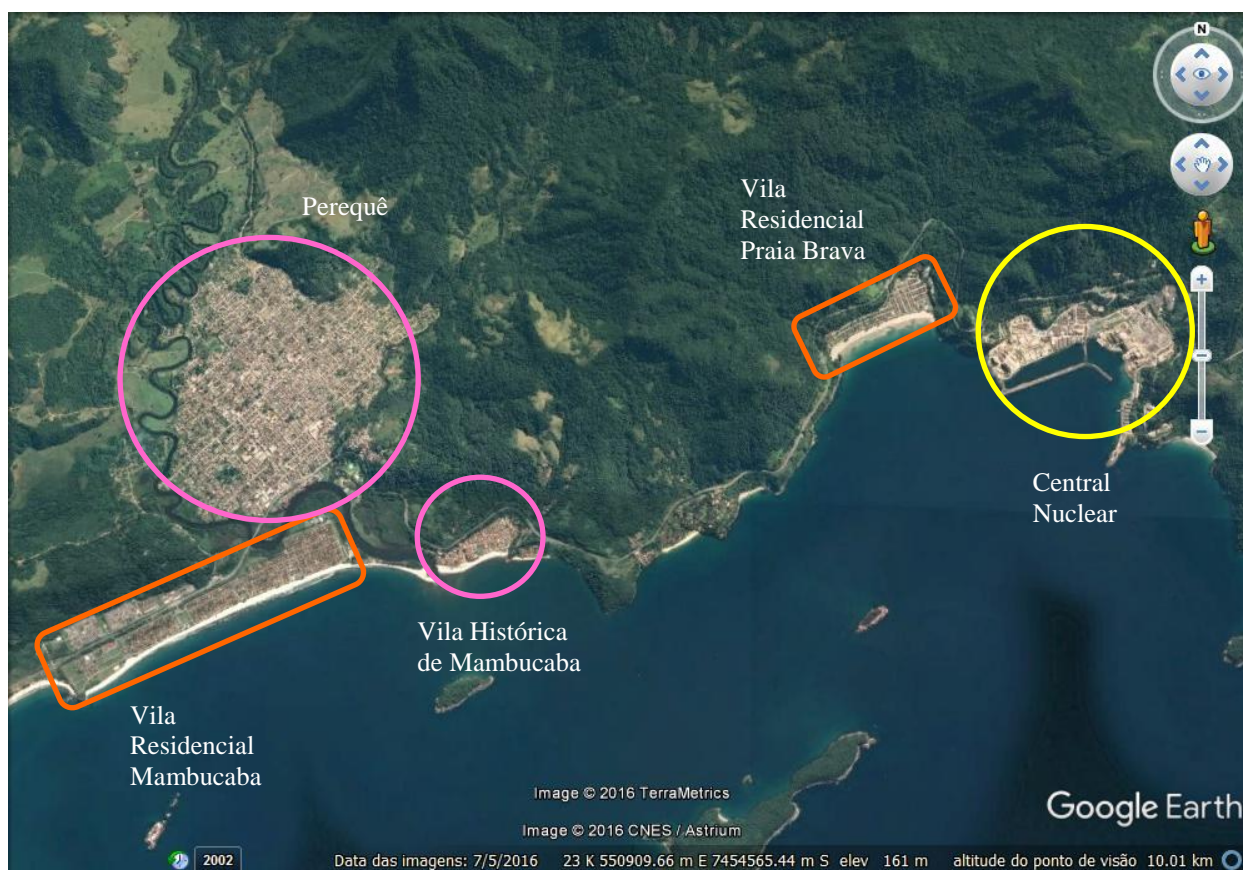 N
Perequê
Vila
Residencial
Praia Brava
Central
Nuclear
Vila Histórica
de Mambucaba
Vila
Residencial
Mambucaba
Image © 2016 TerraMetrics
Image © 2016 CNES / Astrium
Google Earth
2002
Data das imagens: 7/5/2016 23 K 550909.66 m E 7454565.44 m S elev 161 m altitude do ponto de visão 10.01 km